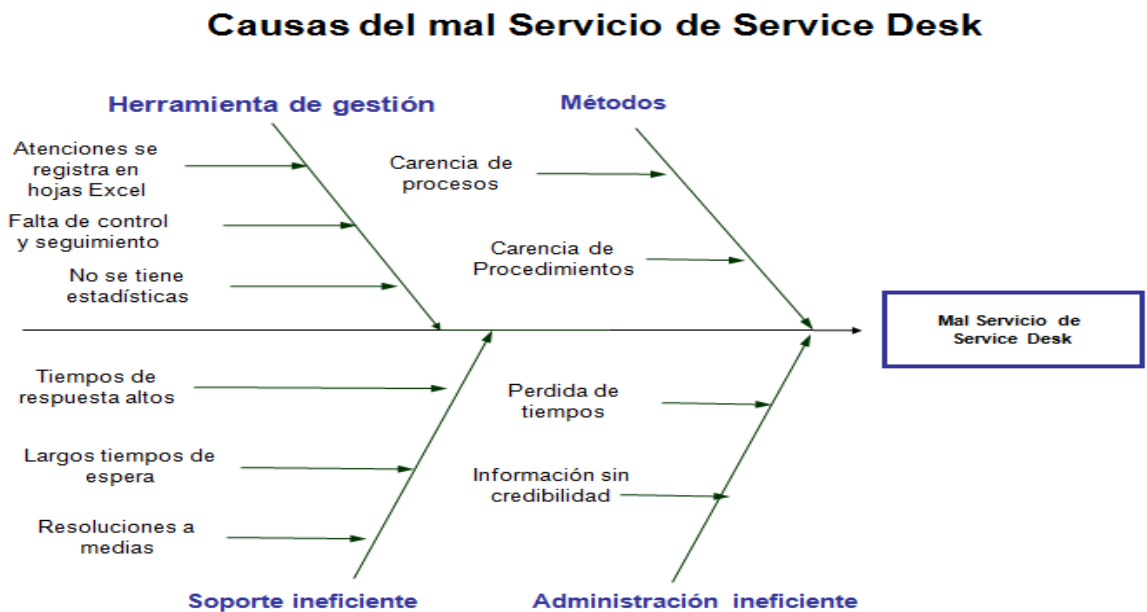 Causas del mal Servicio de Service Desk
Herramienta de gestión
Métodos
Atenciones se
registra en
hojas Excel
Falta de control
y seguimiento
No se tiene
estadísticas
Carencia de
procesos
Carencia de
Procedimientos
Mal Servicio de
Service Desk
Tiempos de
respuesta altos
Largos tiempos de
espera
Resoluciones a
medias
Perdida de
tiempos
Información sin
credibilidad
Soporte ineficiente
Administración ineficiente